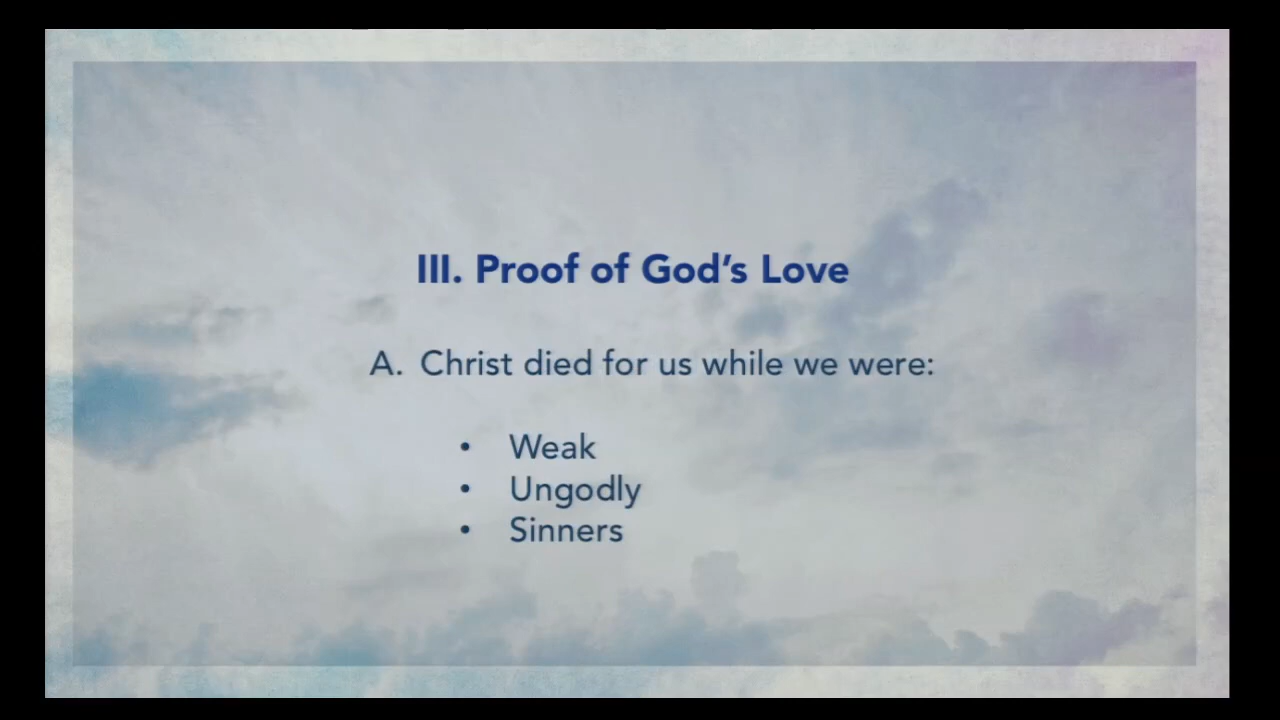 III. Proof of God's Love
A. Christ died for us while we were:
• Weak
• Ungodly
• Sinners